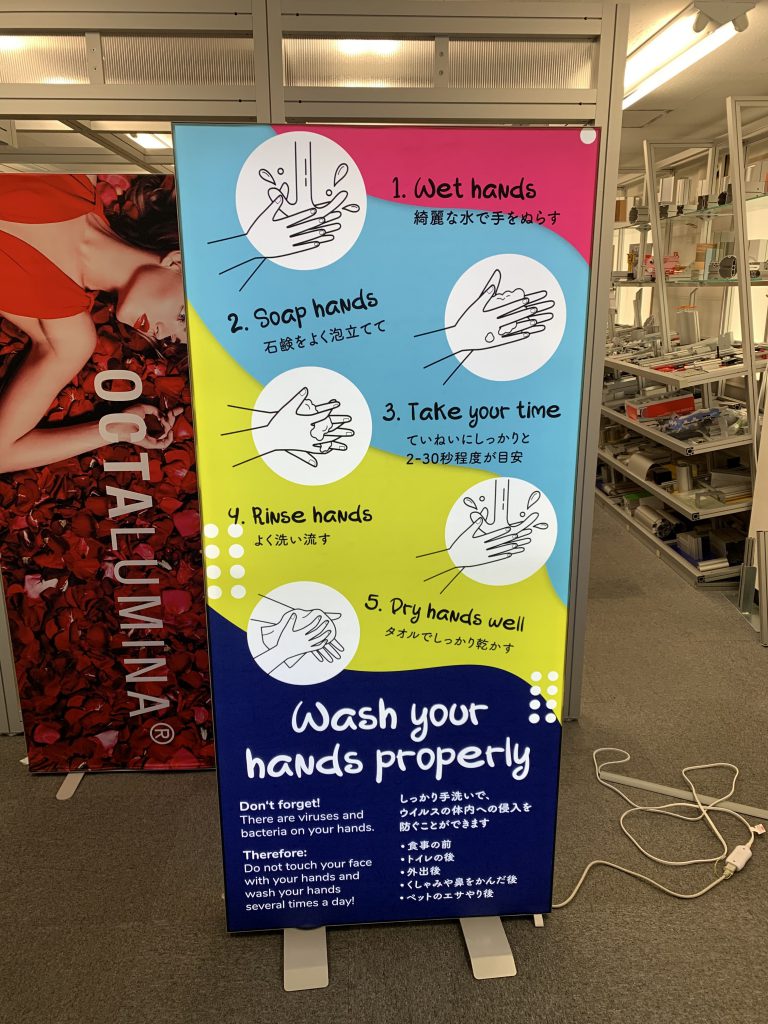 1. Wet hands
綺麗な水で手をぬらす
2. Soap hands
石鹸をよく泡立てて
3. Take your time
ていねいにしっかりと
2-30秒程度が目安
4. Rinse hands
よく洗い流す
5. Dry hands well
タオルでしっかり乾かす
Wash your
hands properly
Don't forget!
There are viruses and
bacteria on your hands.
Therefore:
Do not touch your face
with your hands and
wash your hands
several times a day!
しっかり手洗いで、
ウイルスの体内への侵入を
防ぐことができます
・食事の前
・トイレの後
・外出後
・くしゃみや鼻をかんだ後
・ペットのエサやり後
OCTALÚMiNA®